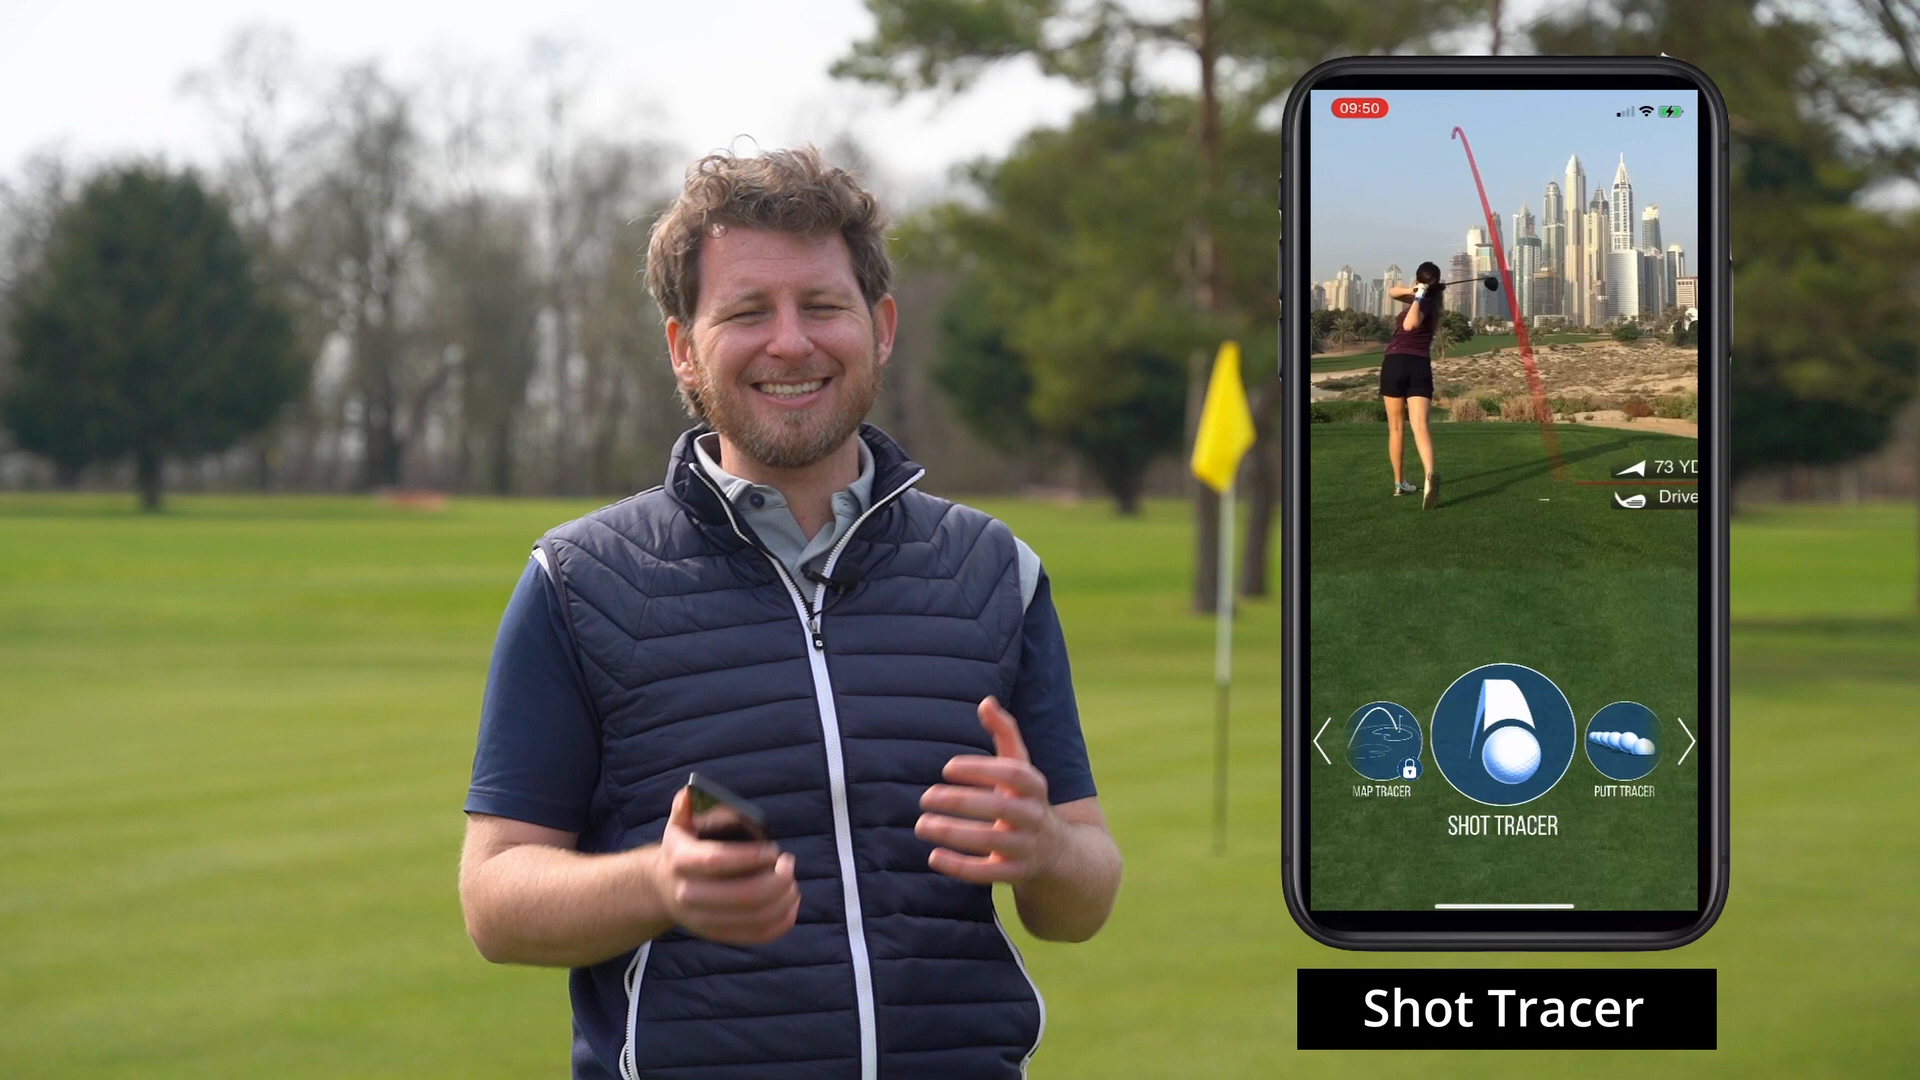 09:50
73 YD
Drive
MAP TRACER
PUTT TRACER
SHOT TRACER
Shot Tracer